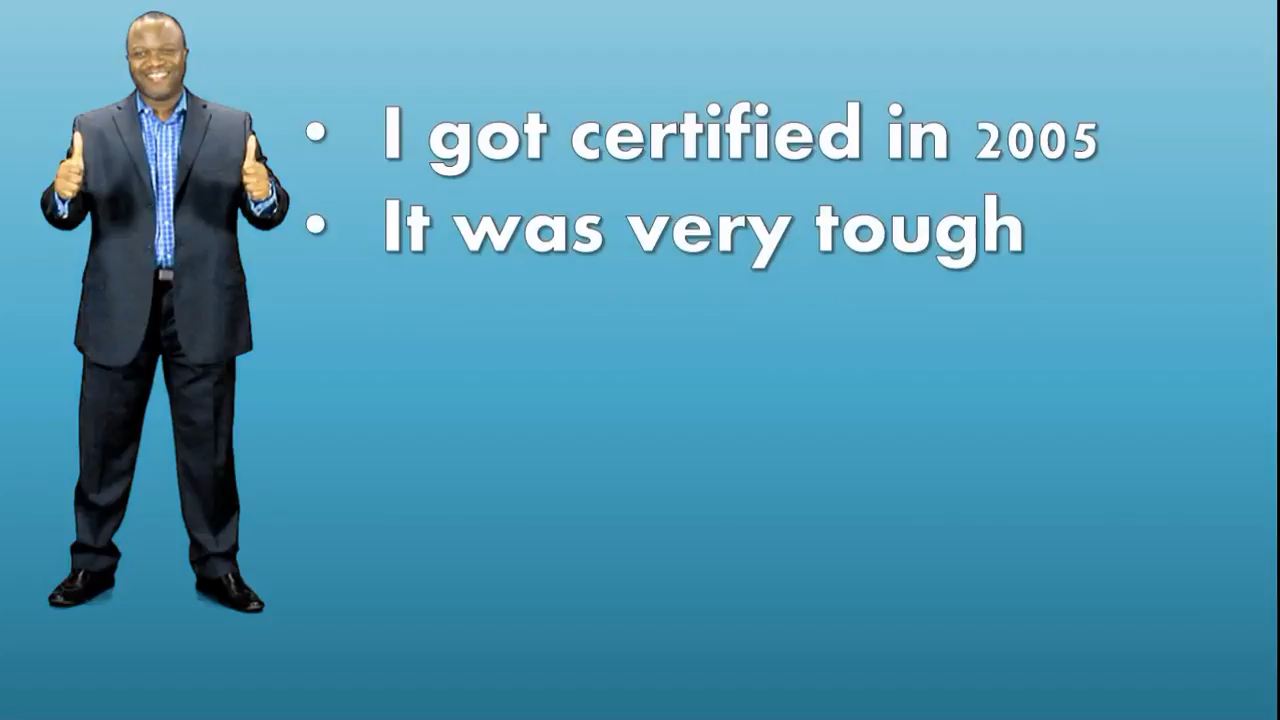 • I got certified in 2005
• It was very tough